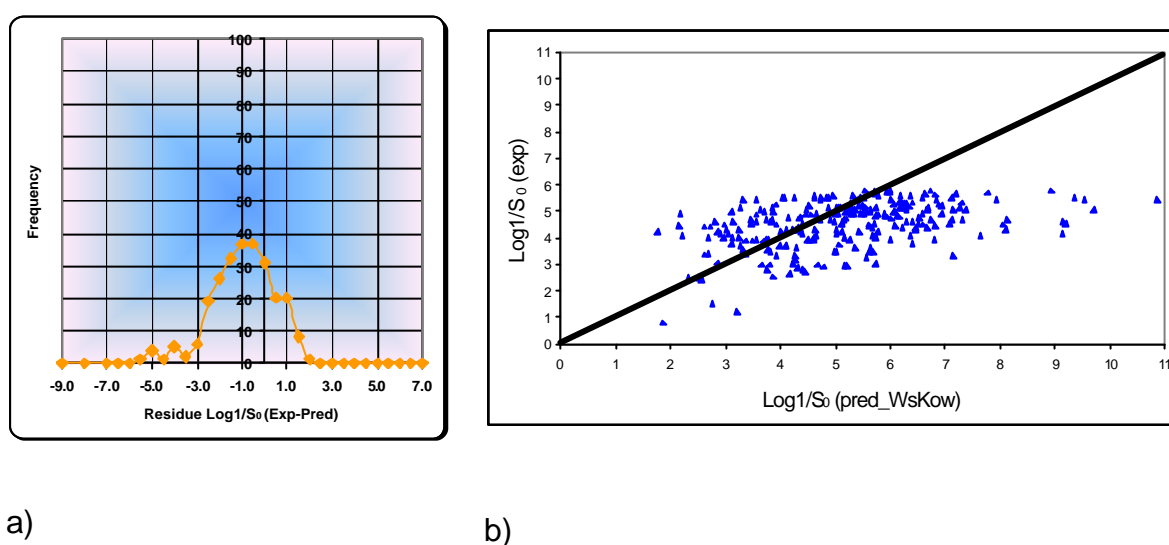 100
90
80
70
60
50
40
30
20
10
0
Frequency
-9.0 -7.0 -5.0 -3.0 -1.0 1.0 3.0 5.0 7.0
Residue Log1/S₀ (Exp-Pred)
a)
11
10
9
8
7
6
5
4
3
2
1
0
Log1/S₀ (exp)
0 1 2 3 4 5 6 7 8 9 10 11
Log1/S₀ (pred_WsKow)
b)